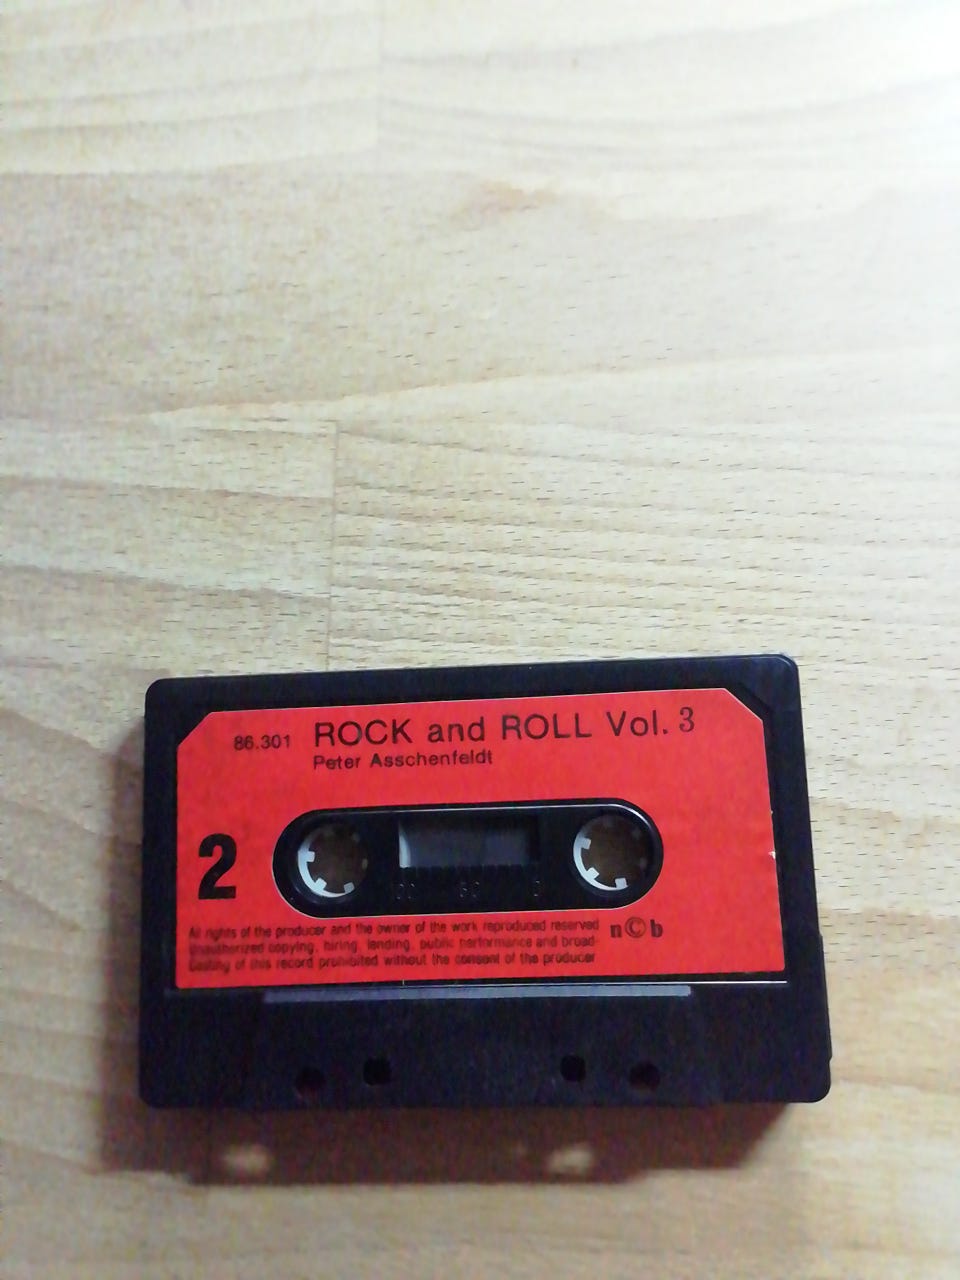 86.301 ROCK and ROLL Vol. 3
Peter Asschenfeldt
2
All rights of the producer and the owner of the work reproduced reserved
Unauthorized copying, hiring, lending, public performance and broad-
casting of this record prohibited without the consent of the producer
n©b